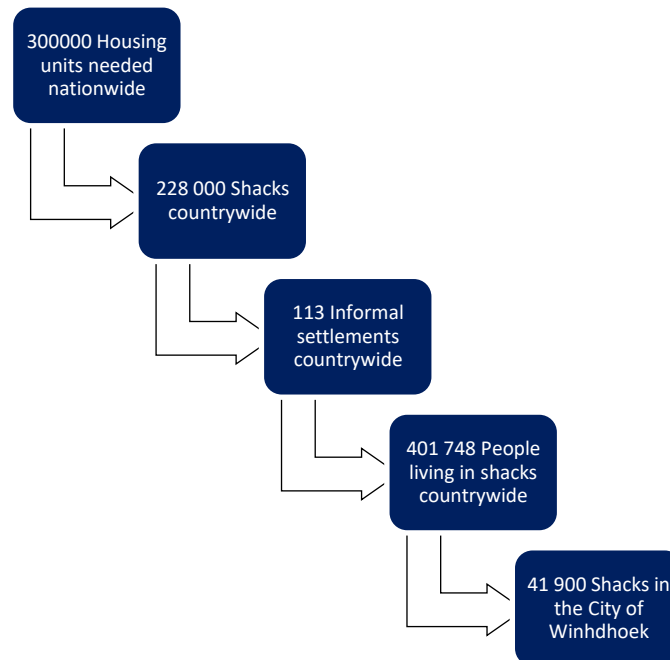 300000 Housing
units needed
nationwide
228 000 Shacks
countrywide
113 Informal
settlements
countrywide
401 748 People
living in shacks
countrywide
41 900 Shacks in
the City of
Winhdhoek